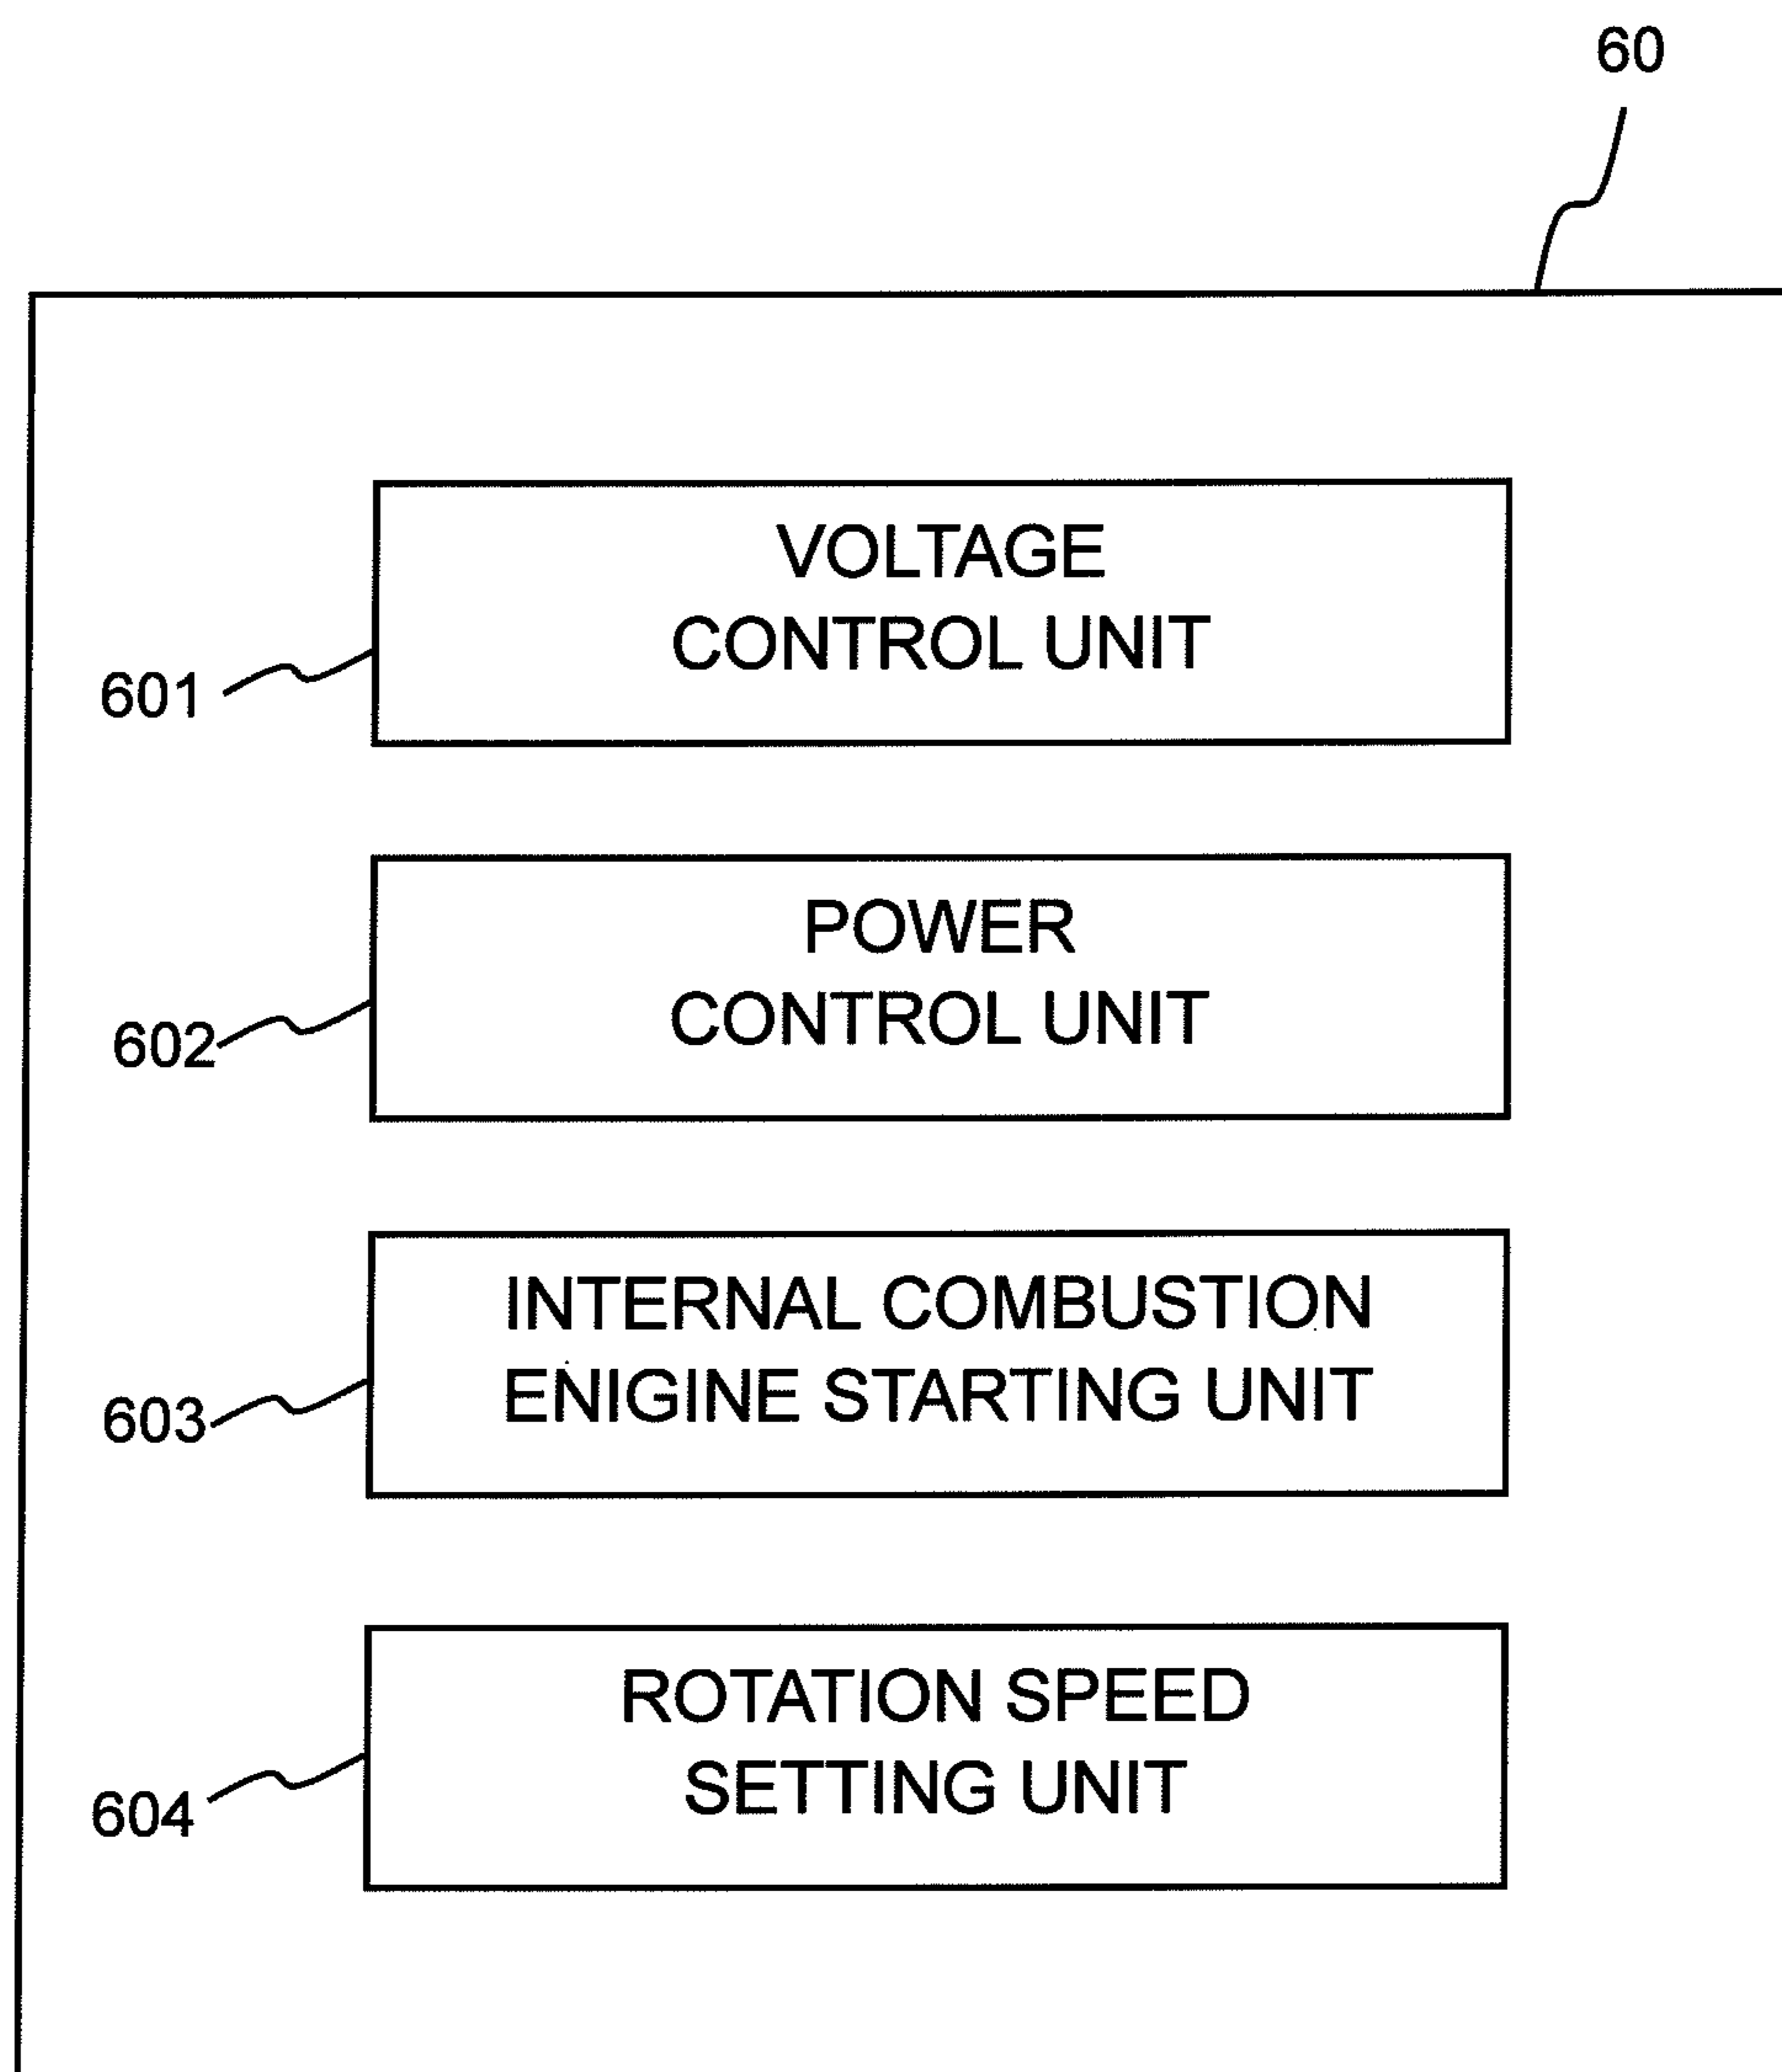 60
VOLTAGE
CONTROL UNIT
601
POWER
CONTROL UNIT
602
INTERNAL COMBUSTION
ENIGINE STARTING UNIT
603
ROTATION SPEED
SETTING UNIT
604